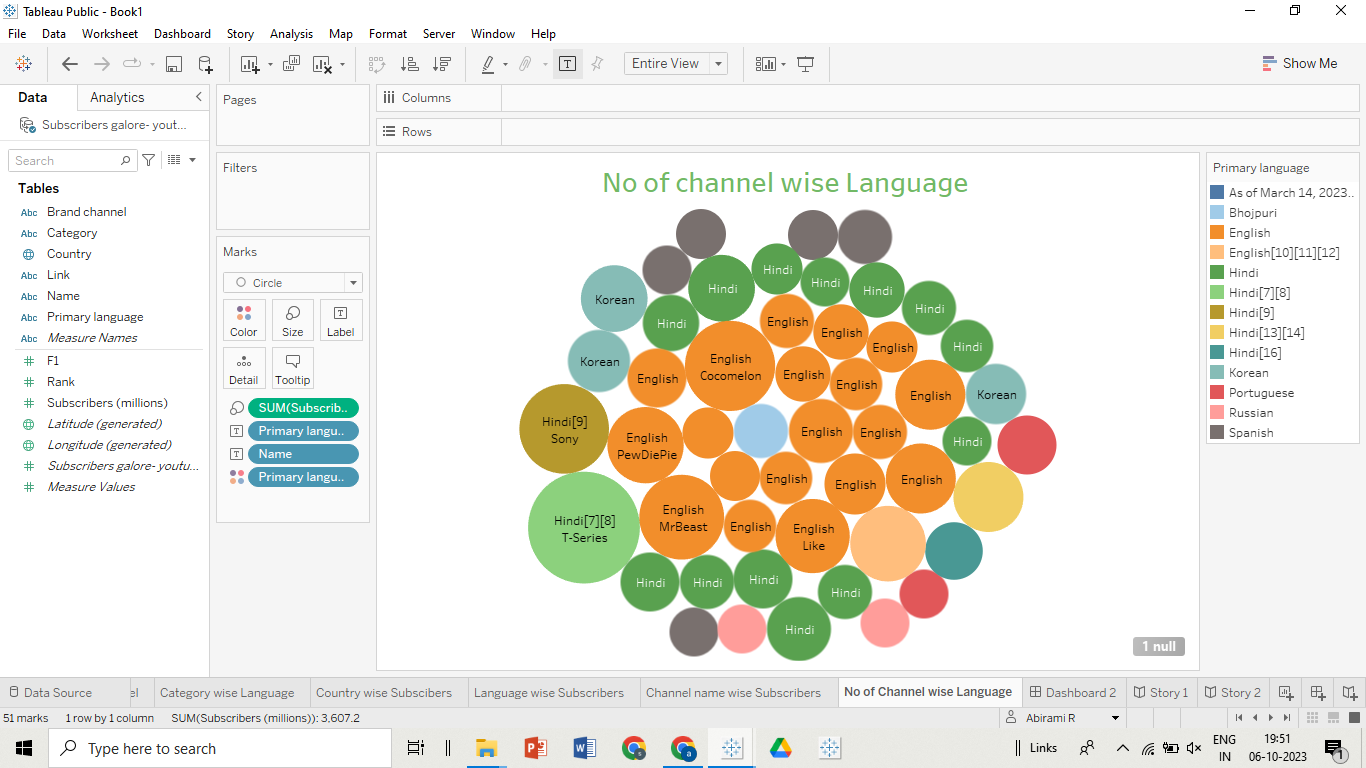 Tableau Public - Book1
File Data Worksheet Dashboard Story Analysis Map Format Server Window Help
Entire View
Show Me
Data Analytics
Subscribers galore- yout...
Search
Tables
Abc Brand channel
Abc Category
Country
Abc Link
Abc Name
Abc Primary language
Abc Measure Names
# F1
# Rank
# Subscribers (millions)
Latitude (generated)
Longitude (generated)
# Subscribers galore- youtu...
# Measure Values
Pages
Filters
Marks
Circle
Color Size Label
Detail Tooltip
SUM(Subscrib..
Primary langu..
Name
Primary langu..
Columns
Rows
No of channel wise Language
Hindi
Hindi
Hindi
Hindi
Korean
Hindi
Hindi
English
English
English
Hindi
Korean
English
English
Cocomelon
English
English
English
Korean
Hindi[9]
Sony
English
PewDiePie
English
English
Hindi
English
English
English
Hindi[7][8]
T-Series
English
MrBeast
English
English
Like
Hindi
Hindi
Hindi
Hindi
Hindi
1 null
Primary language
As of March 14, 2023..
Bhojpuri
English
English[10][11][12]
Hindi
Hindi[7][8]
Hindi[9]
Hindi[13][14]
Hindi[16]
Korean
Portuguese
Russian
Spanish
Data Source
el
Category wise Language
Country wise Subscibers
Language wise Subscribers
Channel name wise Subscribers
No of Channel wise Language
Dashboard 2
Story 1
Story 2
51 marks 1 row by 1 column SUM(Subscribers (millions)): 3,607.2
Abirami R
Type here to search
Links
ENG
IN
19:51
06-10-2023
1